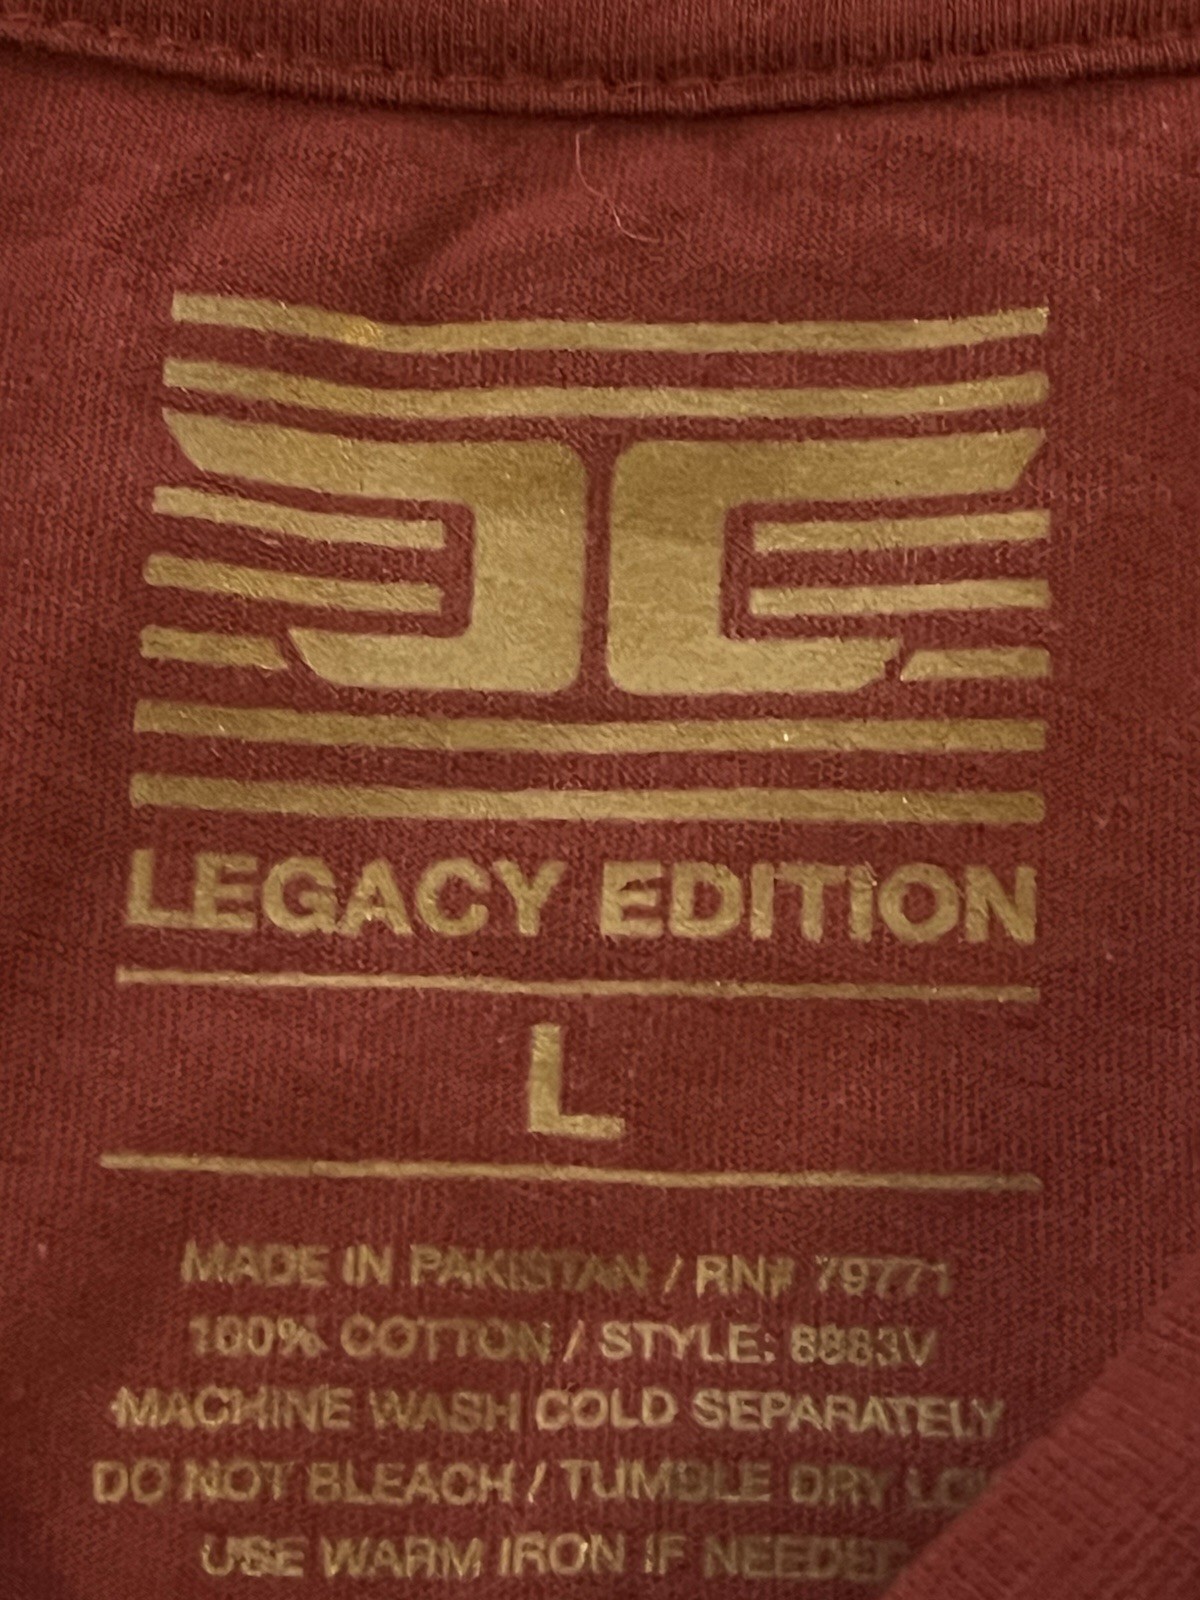 LEGACY EDITION
L
MADE IN PAKISTAN / RN# 79771
100% COTTON / STYLE: 8883V
MACHINE WASH COLD SEPARATELY
DO NOT BLEACH / TUMBLE DRY
USE WARM IRON IF